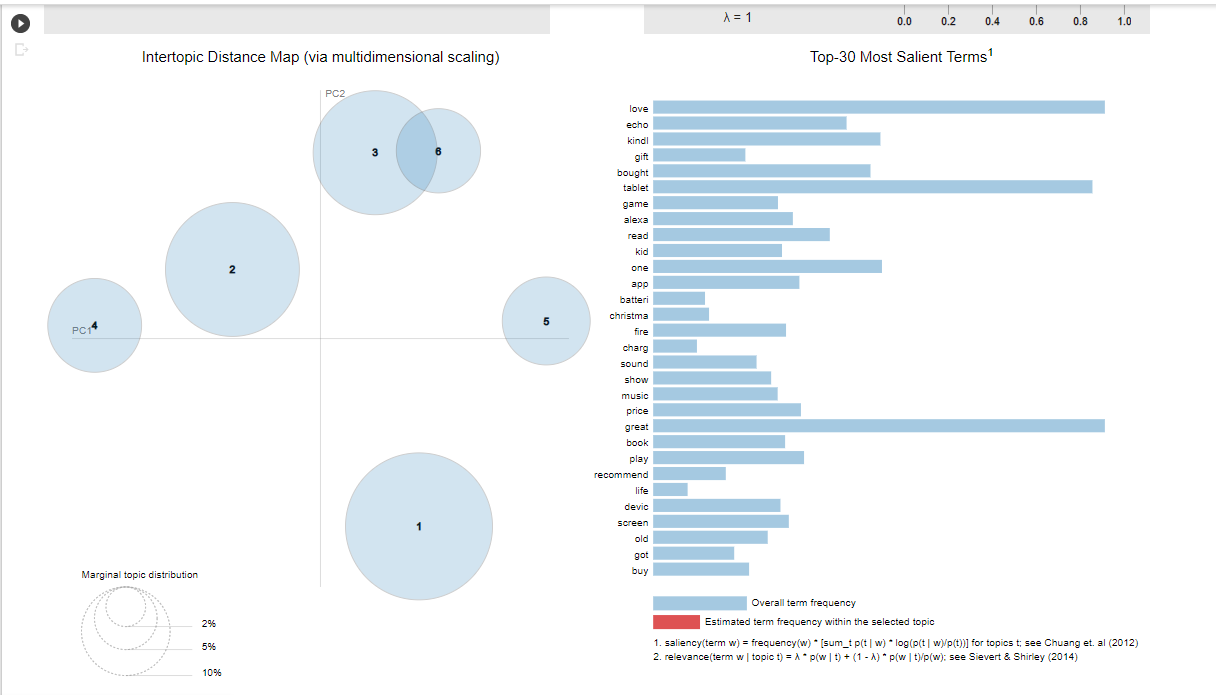 λ = 1
0.0 0.2 0.4 0.6 0.8 1.0
Intertopic Distance Map (via multidimensional scaling)
PC2
3
6
2
4
PC1
5
1
Marginal topic distribution
2%
5%
10%
Top-30 Most Salient Terms1
love
echo
kindl
gift
bought
tablet
game
alexa
read
kid
one
app
batteri
christma
fire
charg
sound
show
music
price
great
book
play
recommend
life
devic
screen
old
got
buy
Overall term frequency
Estimated term frequency within the selected topic
1. saliency(term w) = frequency(w) * [sum_t p(t | w) * log(p(t | w)/p(t))] for topics t; see Chuang et. al (2012)
2. relevance(term w | topic t) = λ * p(w | t) + (1 - λ) * p(w | t)/p(w); see Sievert & Shirley (2014)